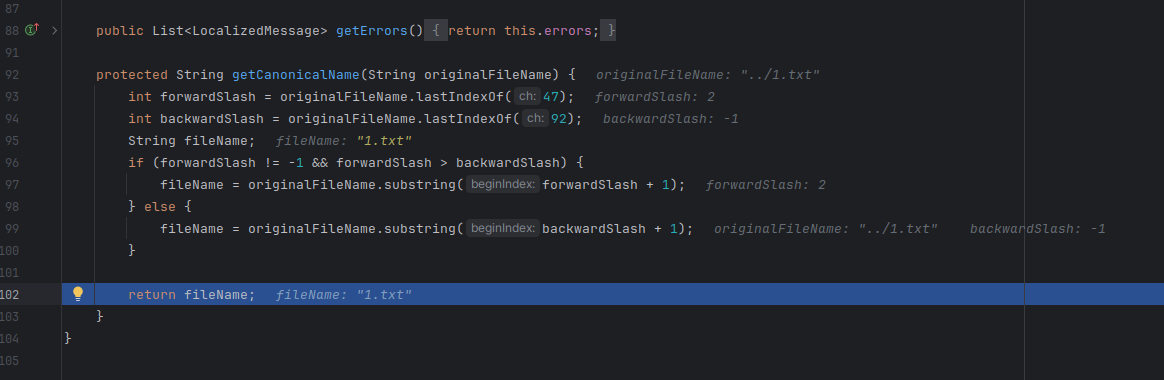 87
88 public List<LocalizedMessage> getErrors() { return this.errors; }
91
92 protected String getCanonicalName(String originalFileName) { originalFileName: "../1.txt"
93 int forwardSlash = originalFileName.lastIndexOf( ch: 47); forwardSlash: 2
94 int backwardSlash = originalFileName.lastIndexOf( ch: 92); backwardSlash: -1
95 String fileName; fileName: "1.txt"
96 if (forwardSlash != -1 && forwardSlash > backwardSlash) {
97 fileName = originalFileName.substring( beginIndex: forwardSlash + 1); forwardSlash: 2
98 } else {
99 fileName = originalFileName.substring( beginIndex: backwardSlash + 1); originalFileName: "../1.txt" backwardSlash: -1
100 }
101
102 return fileName; fileName: "1.txt"
103 }
104 }
105